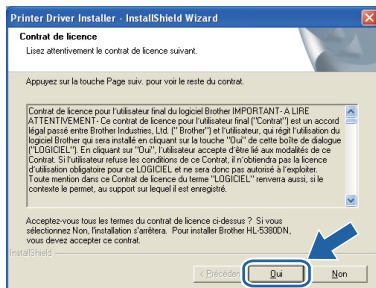 Printer Driver Installer - InstallShield Wizard
Contrat de licence
Lisez attentivement le contrat de licence suivant.
Appuyez sur la touche Page suiv. pour voir le reste du contrat.
Contrat de licence pour l'utilisateur final du logiciel Brother IMPORTANT- A LIRE
ATTENTIVEMENT- Ce contrat de licence pour l'utilisateur final ("Contrat") est un accord
légal passé entre Brother Industries, Ltd. (" Brother") et l'utilisateur, qui régit l'utilisation du
logiciel Brother qui sera installé en cliquant sur la touche "Oui" de cette boîte de dialogue
("LOGICIEL"). En cliquant sur "Oui", l'utilisateur accepte d'être lié aux modalités de ce
Contrat. Si l'utilisateur refuse les conditions de ce Contrat, il n'obtiendra pas la licence
d'utilisation obligatoire pour ce LOGICIEL et ne sera donc pas autorisé à l'exploiter.
Toute mention dans ce Contrat de licence du terme "LOGICIEL" renverra aussi, si le
contexte le permet, au support sur lequel il est enregistré.
Acceptez-vous tous les termes du contrat de licence ci-dessus ? Si vous
sélectionnez Non, l'installation s'arrêtera. Pour installer Brother HL-5380DN,
vous devez accepter ce contrat.
InstallShield
< Précédent
Oui
Non